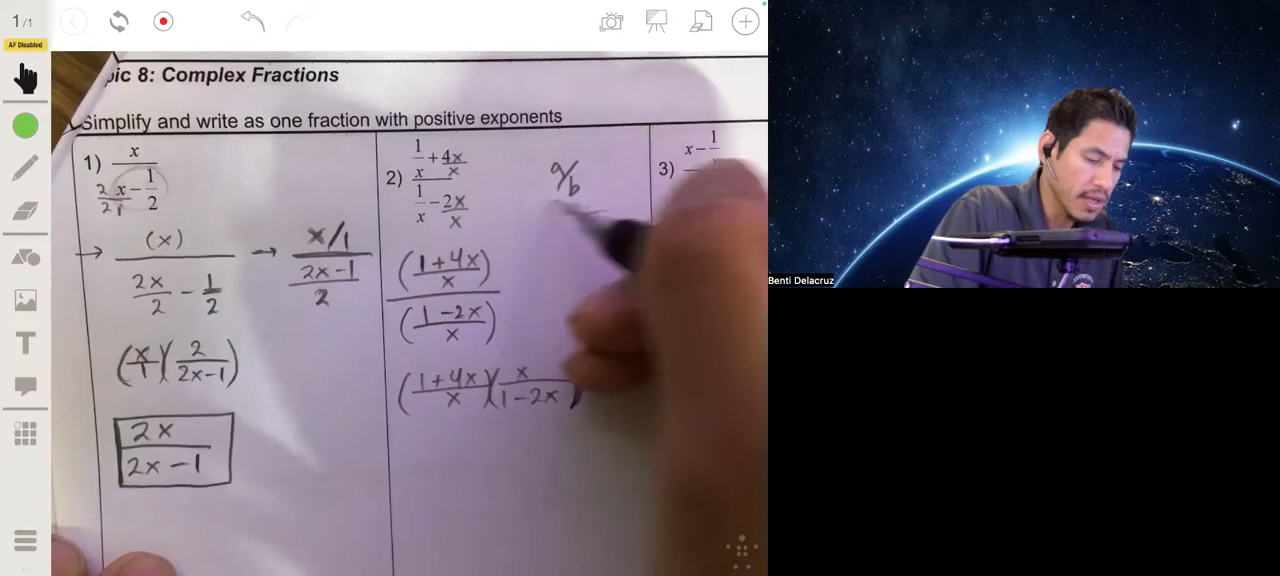 1/1
AF Disabled
T
ic 8: Complex Fractions
Simplify and write as one fraction with positive exponents
1) x / (2/2 x/1 − 1/2)
→ (x) / (2x/2 − 1/2) → x/1 / ((2x−1)/2)
(x/1)(2/(2x−1))
2x/(2x−1)
2) (1/x + 4x/x) / (1/x − 2x/x)
a/b
((1+4x)/x) / ((1−2x)/x)
((1+4x)/x)(x/(1−2x))
3) x − 1
Benti Delacruz